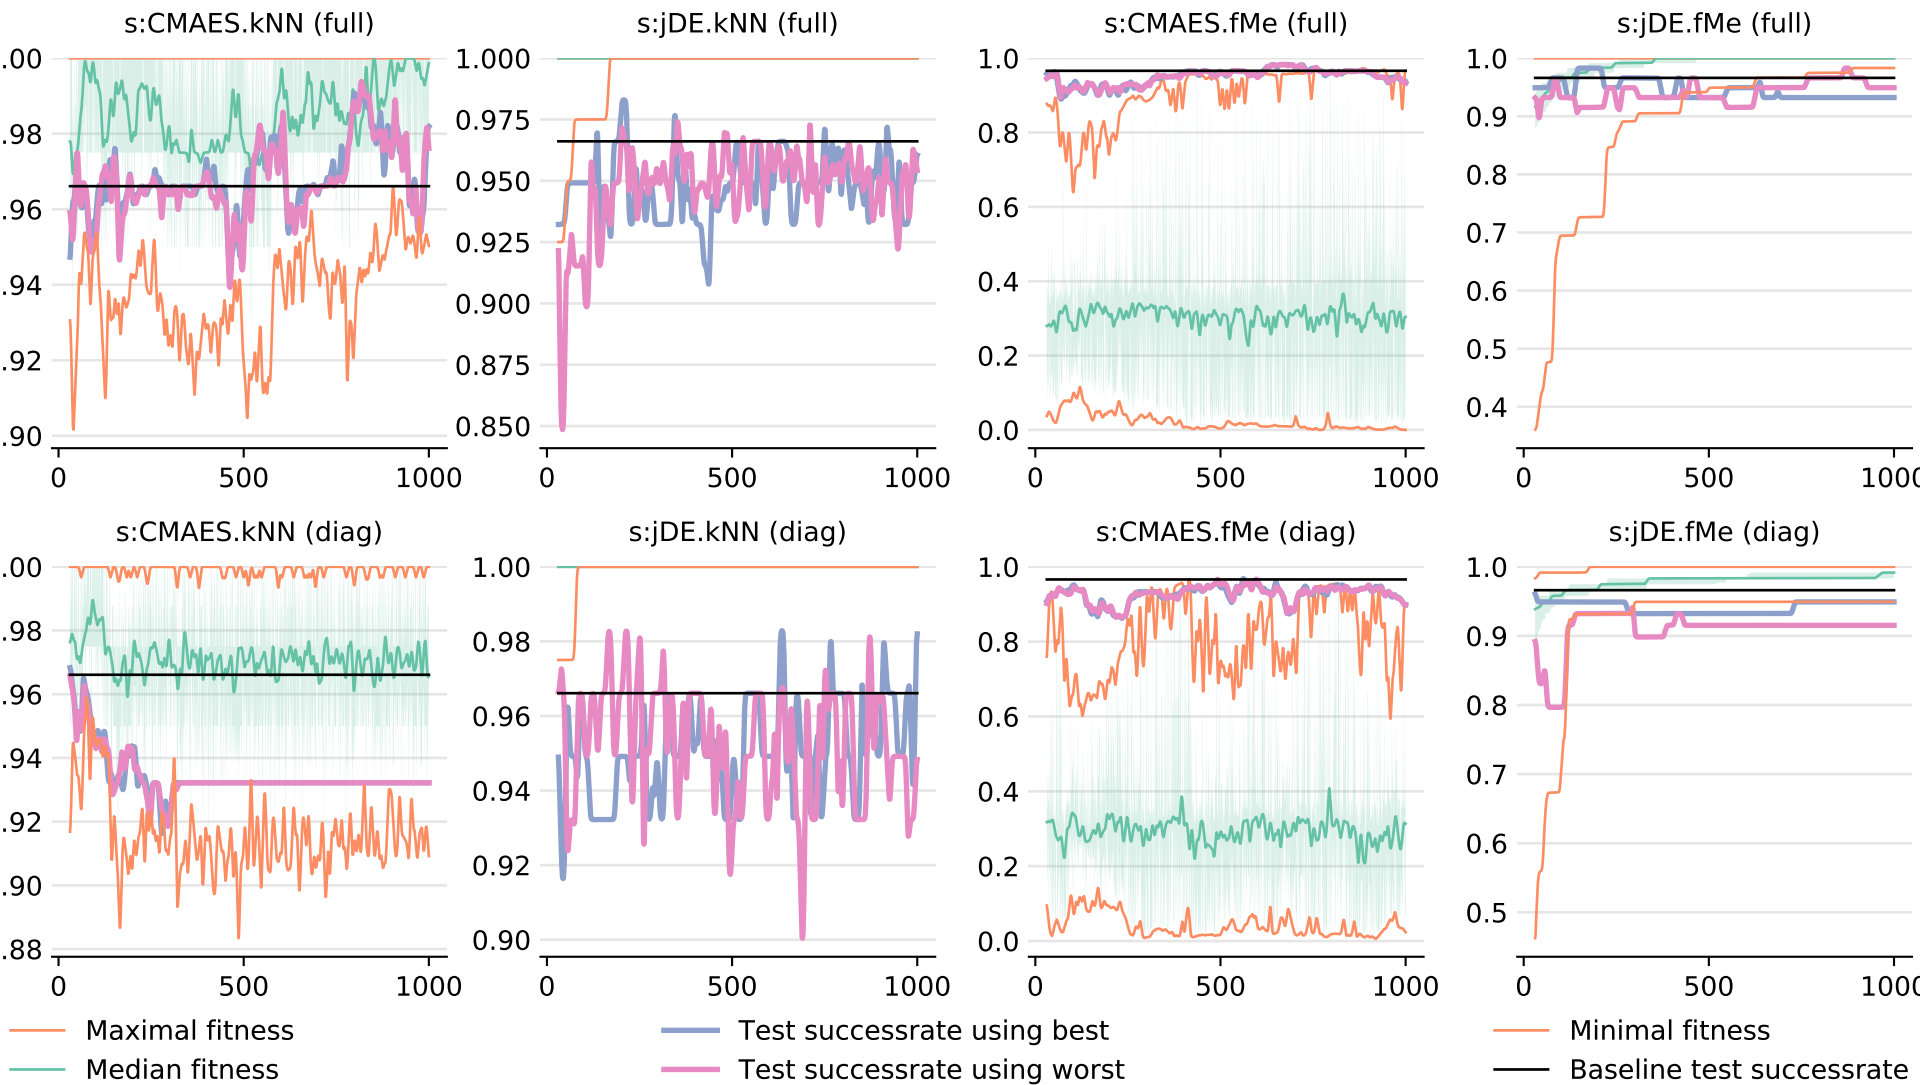 s:CMAES.kNN (full)
s:jDE.kNN (full)
s:CMAES.fMe (full)
s:jDE.fMe (full)
.00
.98
.96
.94
.92
.90
0 500 1000
1.000
0.975
0.950
0.925
0.900
0.875
0.850
0 500 1000
1.0
0.8
0.6
0.4
0.2
0.0
0 500 1000
1.0
0.9
0.8
0.7
0.6
0.5
0.4
0 500 1000
s:CMAES.kNN (diag)
s:jDE.kNN (diag)
s:CMAES.fMe (diag)
s:jDE.fMe (diag)
.00
.98
.96
.94
.92
.90
.88
0 500 1000
1.00
0.98
0.96
0.94
0.92
0.90
0 500 1000
1.0
0.8
0.6
0.4
0.2
0.0
0 500 1000
1.0
0.9
0.8
0.7
0.6
0.5
0 500 1000
Maximal fitness
Median fitness
Test successrate using best
Test successrate using worst
Minimal fitness
Baseline test successrate